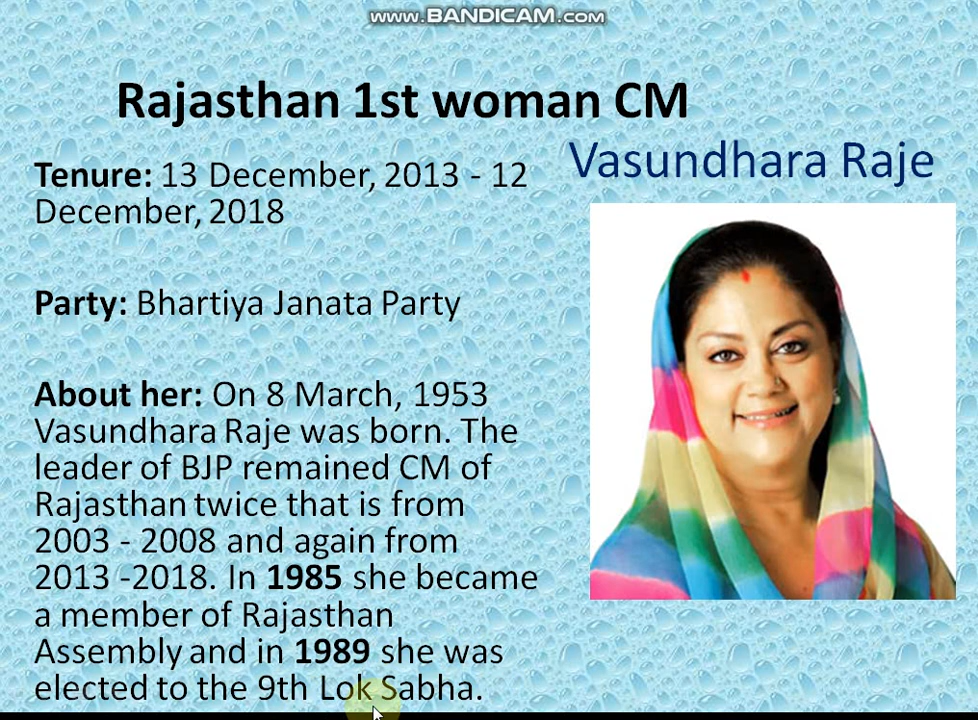 www.BANDICAM.com
Rajasthan 1st woman CM
Vasundhara Raje
Tenure: 13 December, 2013 - 12
December, 2018
Party: Bhartiya Janata Party
About her: On 8 March, 1953
Vasundhara Raje was born. The
leader of BJP remained CM of
Rajasthan twice that is from
2003 - 2008 and again from
2013 -2018. In 1985 she became
a member of Rajasthan
Assembly and in 1989 she was
elected to the 9th Lok Sabha.